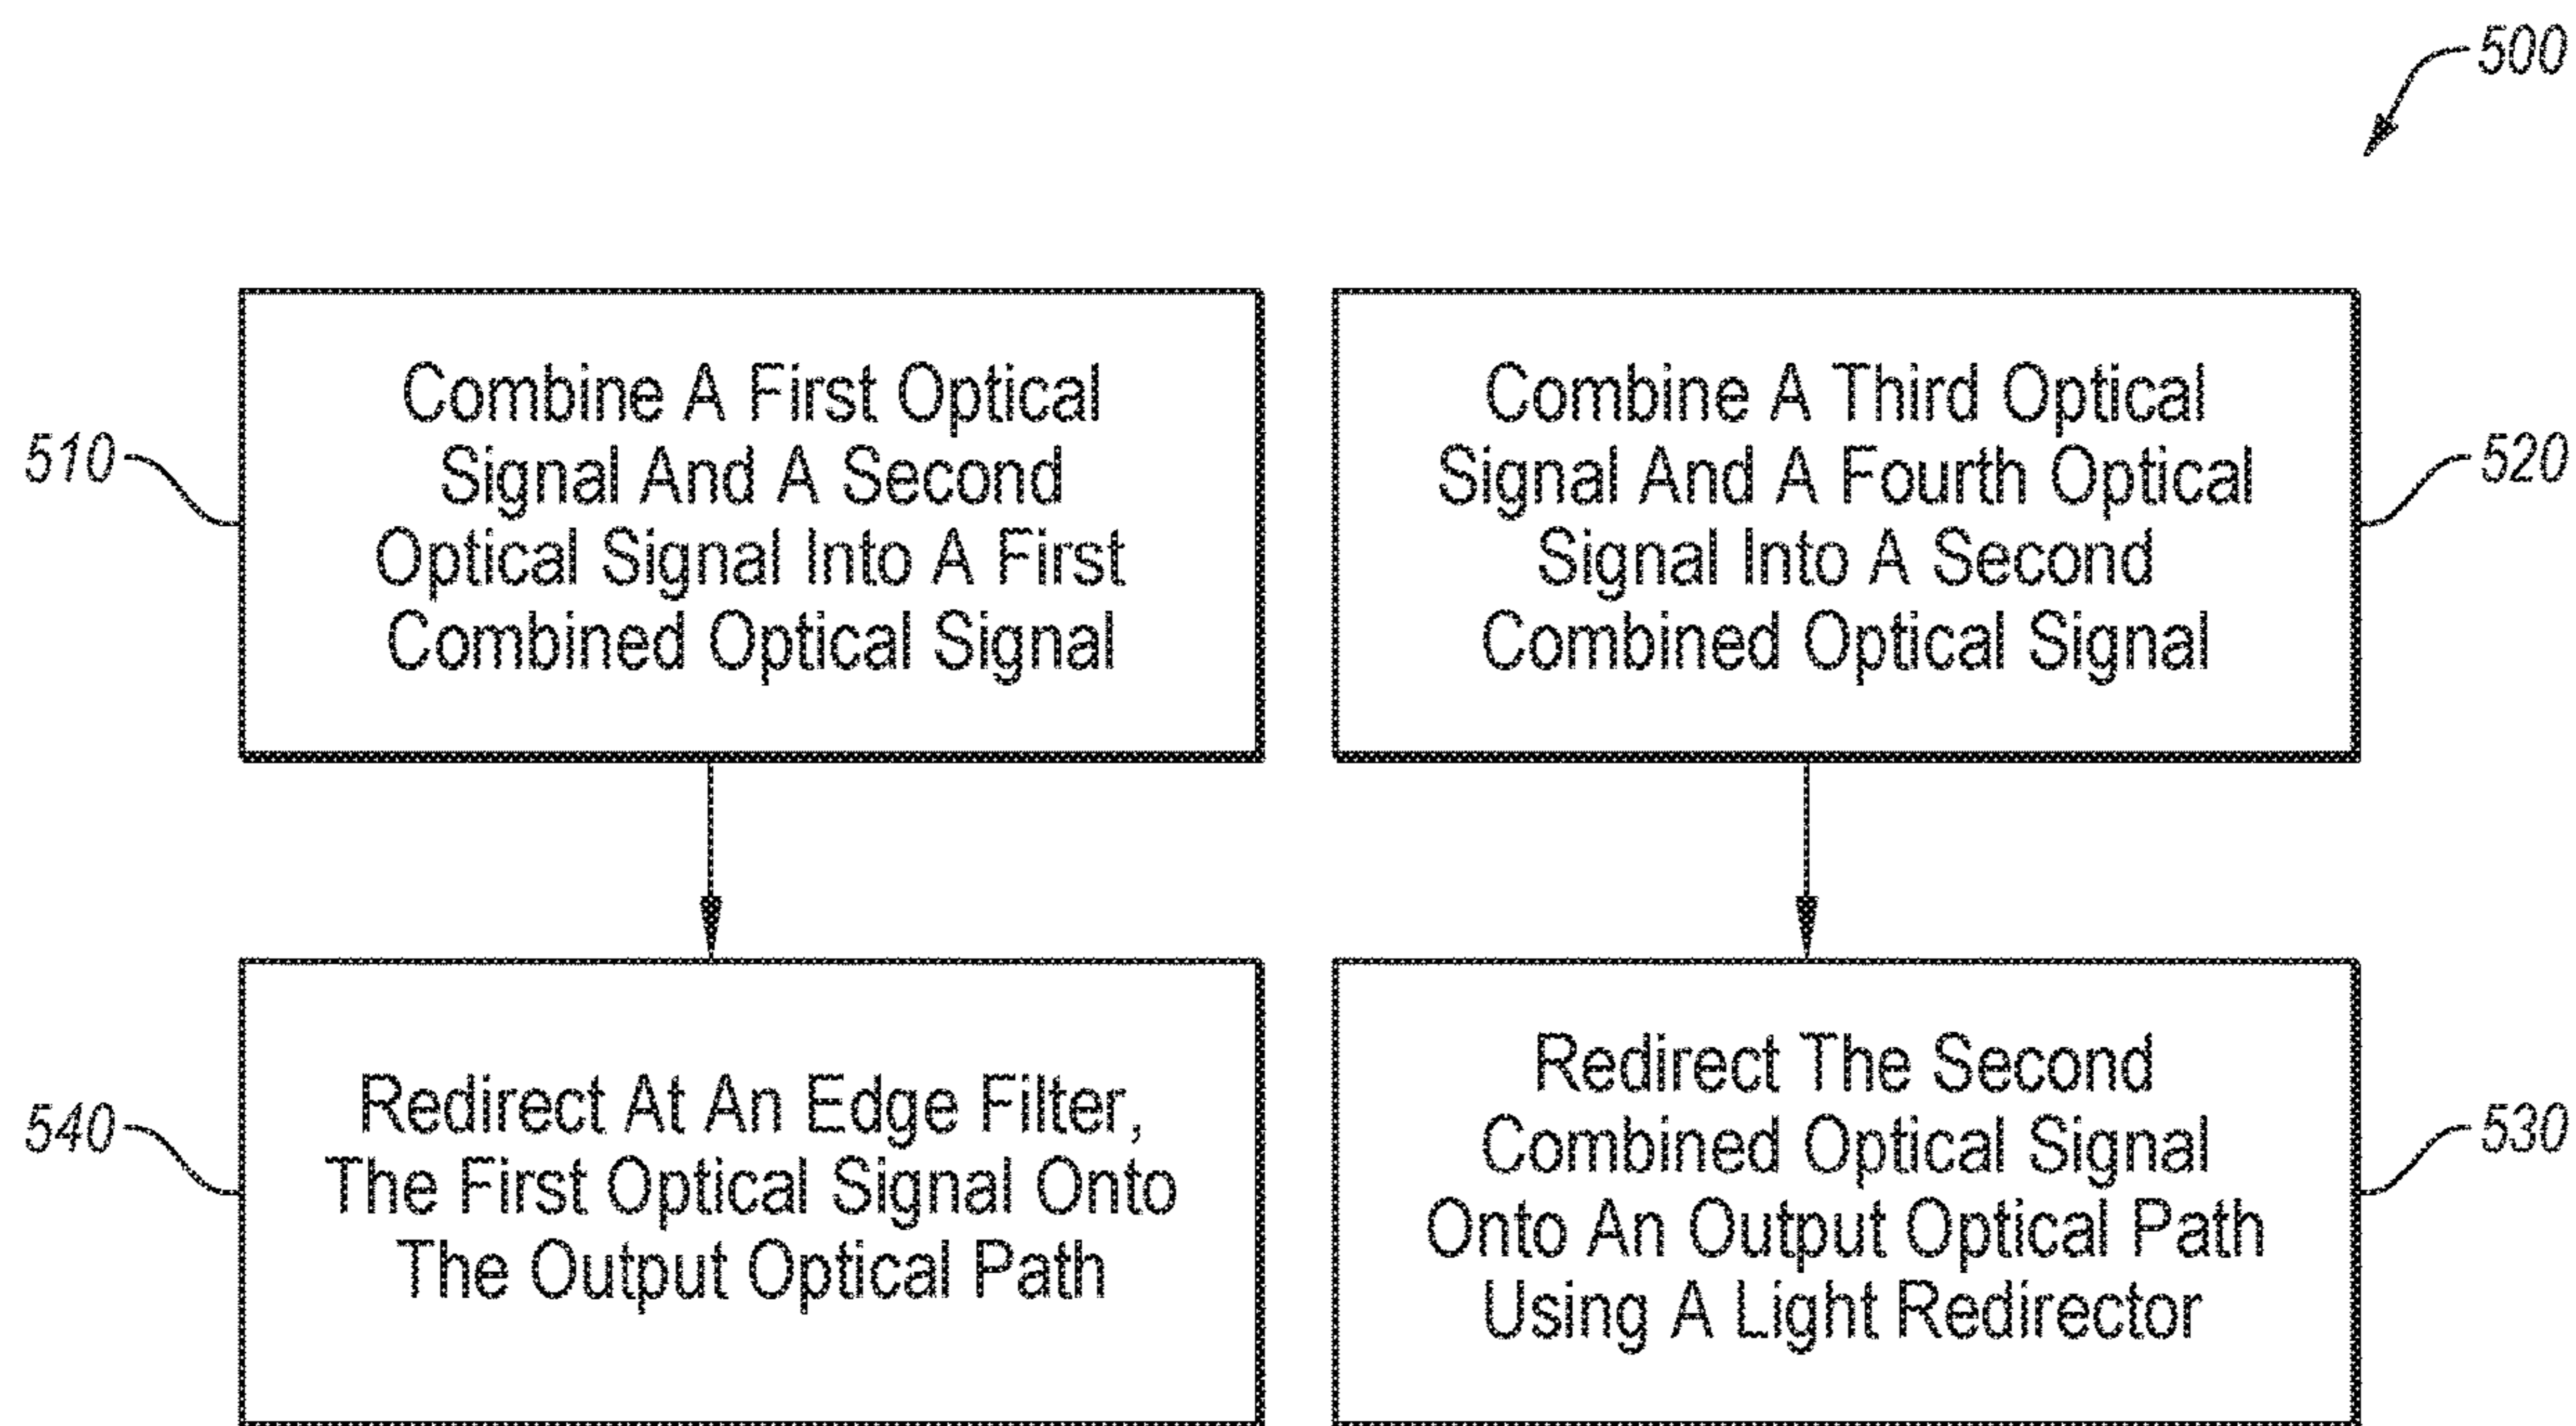 500
510
Combine A First Optical
Signal And A Second
Optical Signal Into A First
Combined Optical Signal
Combine A Third Optical
Signal And A Fourth Optical
Signal Into A Second
Combined Optical Signal
520
540
Redirect At An Edge Filter,
The First Optical Signal Onto
The Output Optical Path
Redirect The Second
Combined Optical Signal
Onto An Output Optical Path
Using A Light Redirector
530